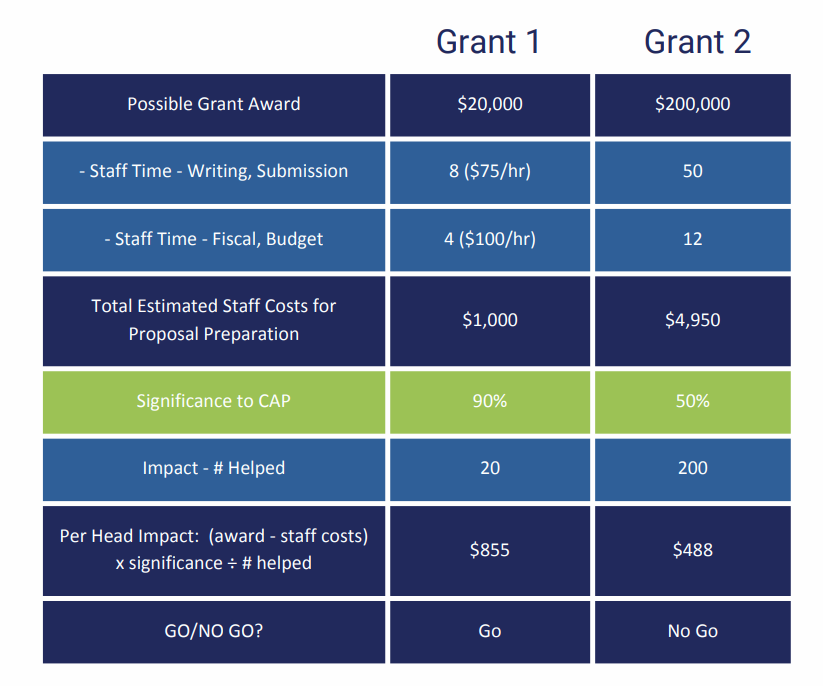 Grant 1 Grant 2
Possible Grant Award $20,000 $200,000
- Staff Time - Writing, Submission 8 ($75/hr) 50
- Staff Time - Fiscal, Budget 4 ($100/hr) 12
Total Estimated Staff Costs for
Proposal Preparation $1,000 $4,950
Significance to CAP 90% 50%
Impact - # Helped 20 200
Per Head Impact: (award - staff costs)
x significance ÷ # helped $855 $488
GO/NO GO? Go No Go